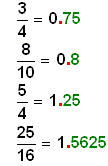 3/4 = 0.75
8/10 = 0.8
5/4 = 1.25
25/16 = 1.5625